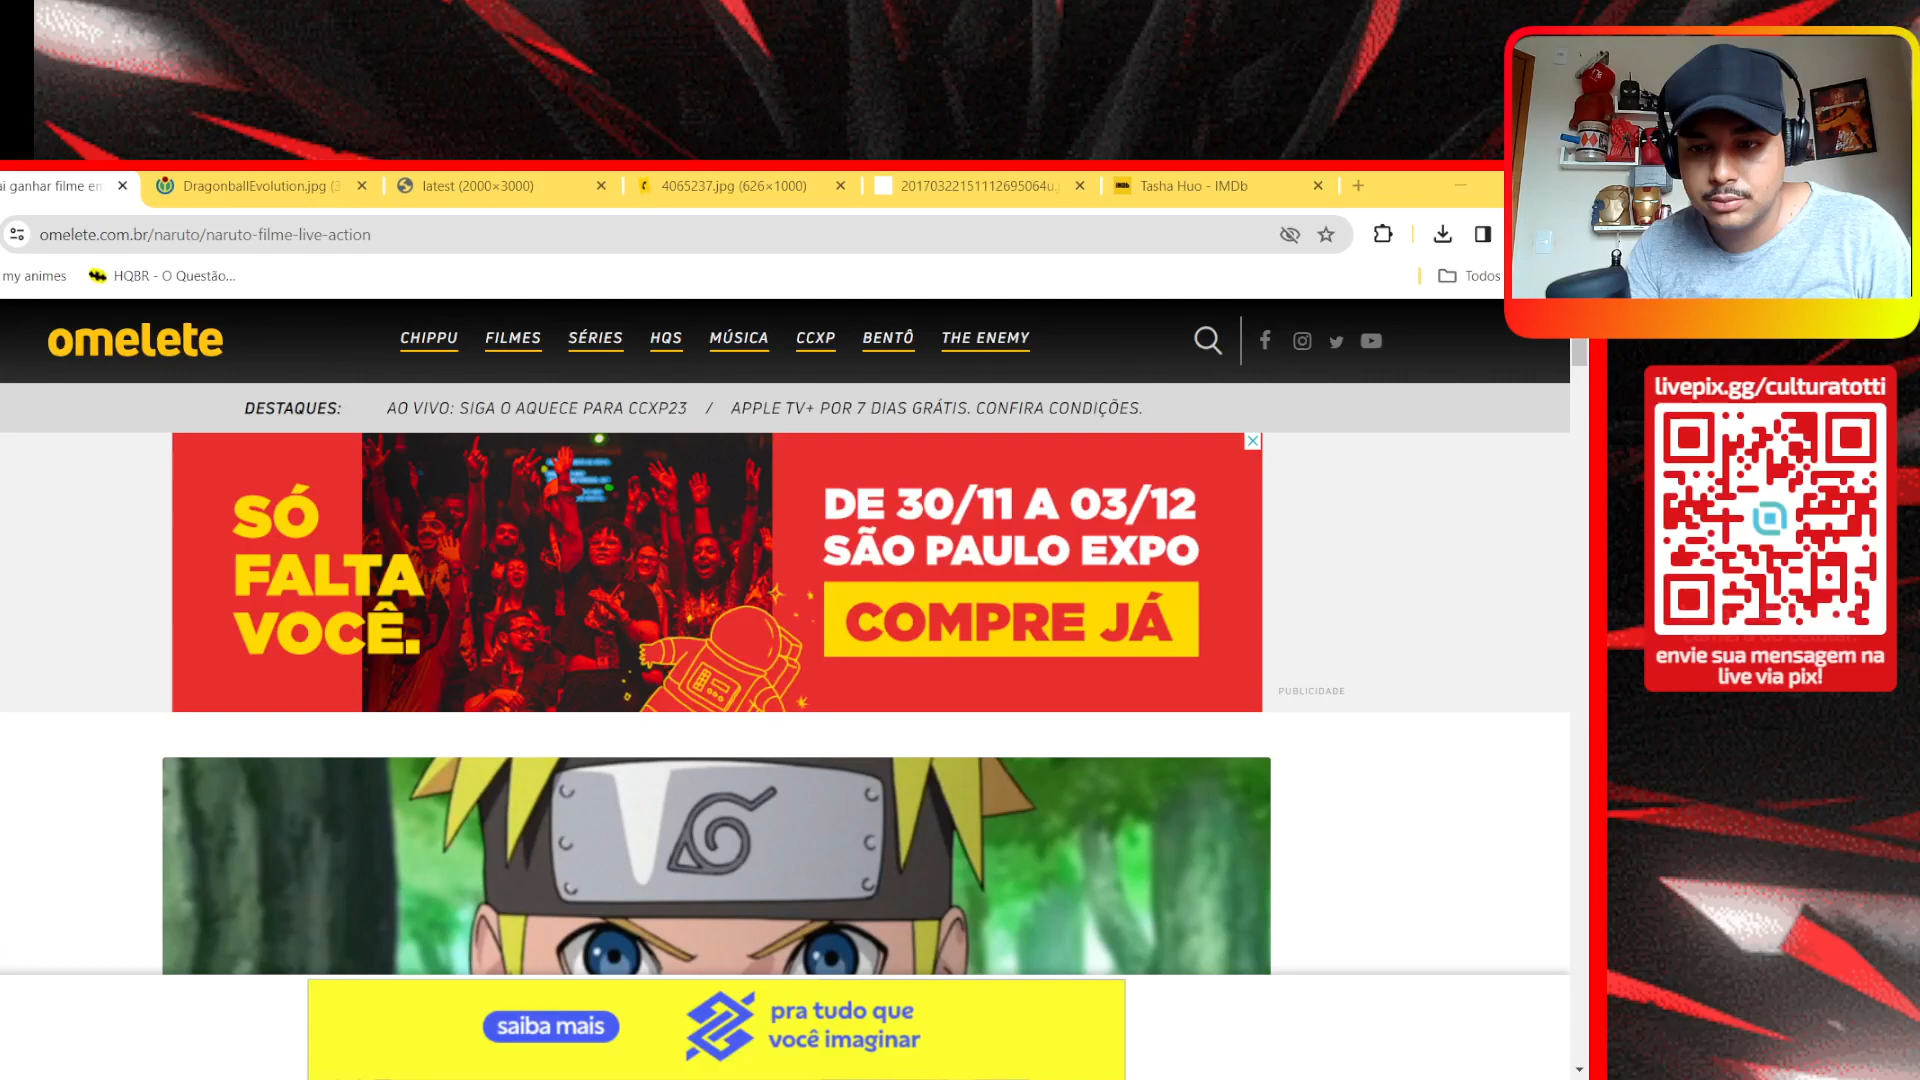 ai ganhar filme em
DragonballEvolution.jpg (3
latest (2000×3000)
4065237.jpg (626×1000)
20170322151112695064u.j
IMDb
Tasha Huo - IMDb
omelete.com.br/naruto/naruto-filme-live-action
my animes
HQBR - O Questão...
Todos
omelete
CHIPPU
FILMES
SÉRIES
HQS
MÚSICA
CCXP
BENTÔ
THE ENEMY
DESTAQUES:
AO VIVO: SIGA O AQUECE PARA CCXP23 / APPLE TV+ POR 7 DIAS GRÁTIS. CONFIRA CONDIÇÕES.
SÓ
FALTA
VOCÊ.
DE 30/11 A 03/12
SÃO PAULO EXPO
COMPRE JÁ
PUBLICIDADE
saiba mais
pra tudo que
você imaginar
livepix.gg/culturatotti
envie sua mensagem na
live via pix!